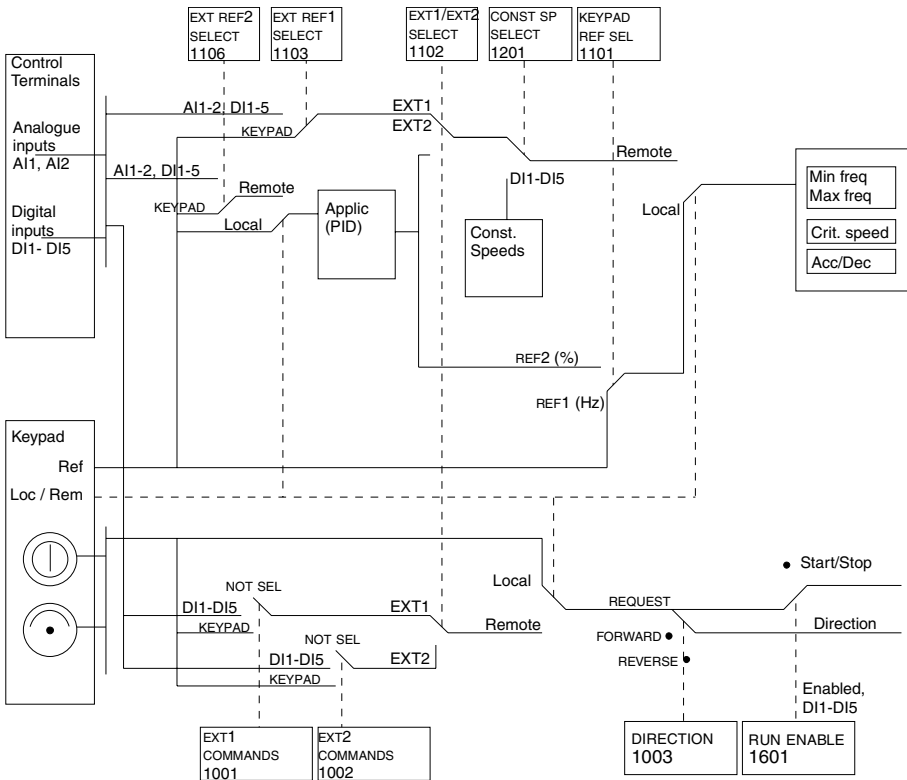 EXT REF2
SELECT
1106
EXT REF1
SELECT
1103
EXT1/EXT2
SELECT
1102
CONST SP
SELECT
1201
KEYPAD
REF SEL
1101
Control
Terminals
Analogue
inputs
AI1, AI2
Digital
inputs
DI1- DI5
AI1-2, DI1-5
KEYPAD
EXT1
EXT2
Remote
AI1-2, DI1-5
Remote
KEYPAD
Local
Applic
(PID)
DI1-DI5
Const.
Speeds
Local
Min freq
Max freq
Crit. speed
Acc/Dec
REF2 (%)
REF1 (Hz)
Keypad
Ref
Loc / Rem
NOT SEL
DI1-DI5
KEYPAD
EXT1
Remote
NOT SEL
DI1-DI5
KEYPAD
EXT2
Local
REQUEST
Start/Stop
Direction
FORWARD
REVERSE
Enabled,
DI1-DI5
EXT1
COMMANDS
1001
EXT2
COMMANDS
1002
DIRECTION
1003
RUN ENABLE
1601